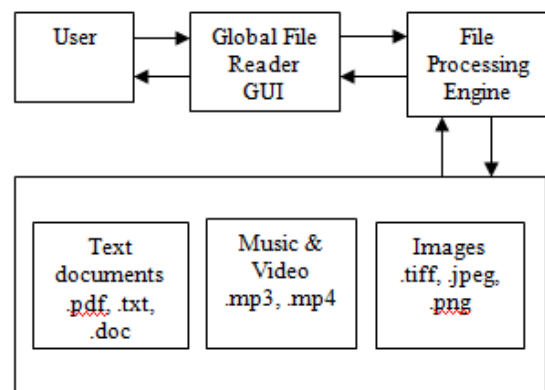 User
Global File
Reader
GUI
File
Processing
Engine
Text
documents
.pdf, .txt,
.doc
Music &
Video
.mp3, .mp4
Images
.tiff, .jpeg,
.png